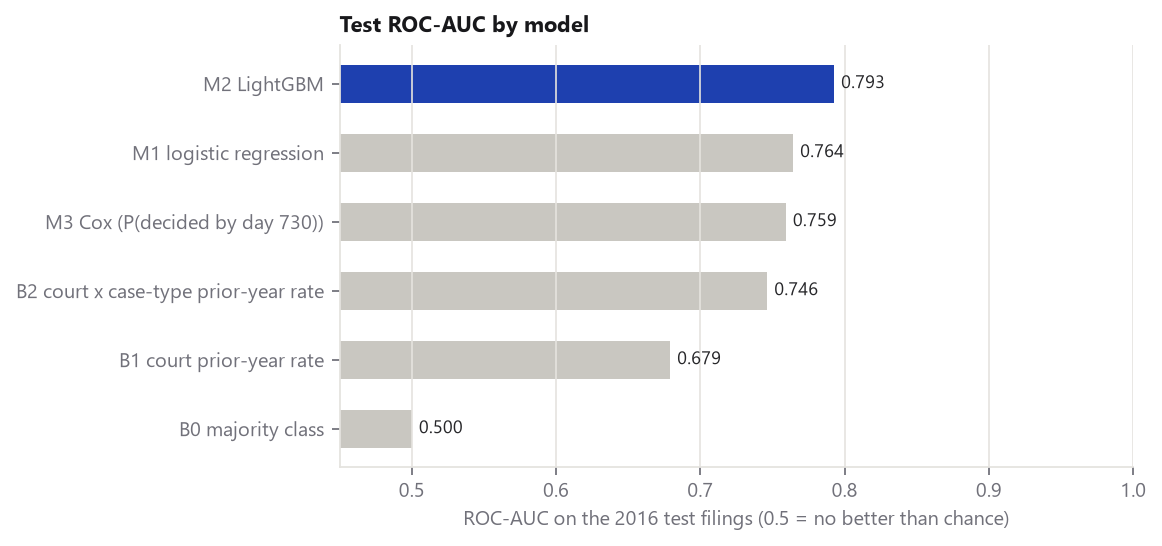 Test ROC-AUC by model
M2 LightGBM 0.793
M1 logistic regression 0.764
M3 Cox (P(decided by day 730)) 0.759
B2 court x case-type prior-year rate 0.746
B1 court prior-year rate 0.679
B0 majority class 0.500
0.5 0.6 0.7 0.8 0.9 1.0
ROC-AUC on the 2016 test filings (0.5 = no better than chance)